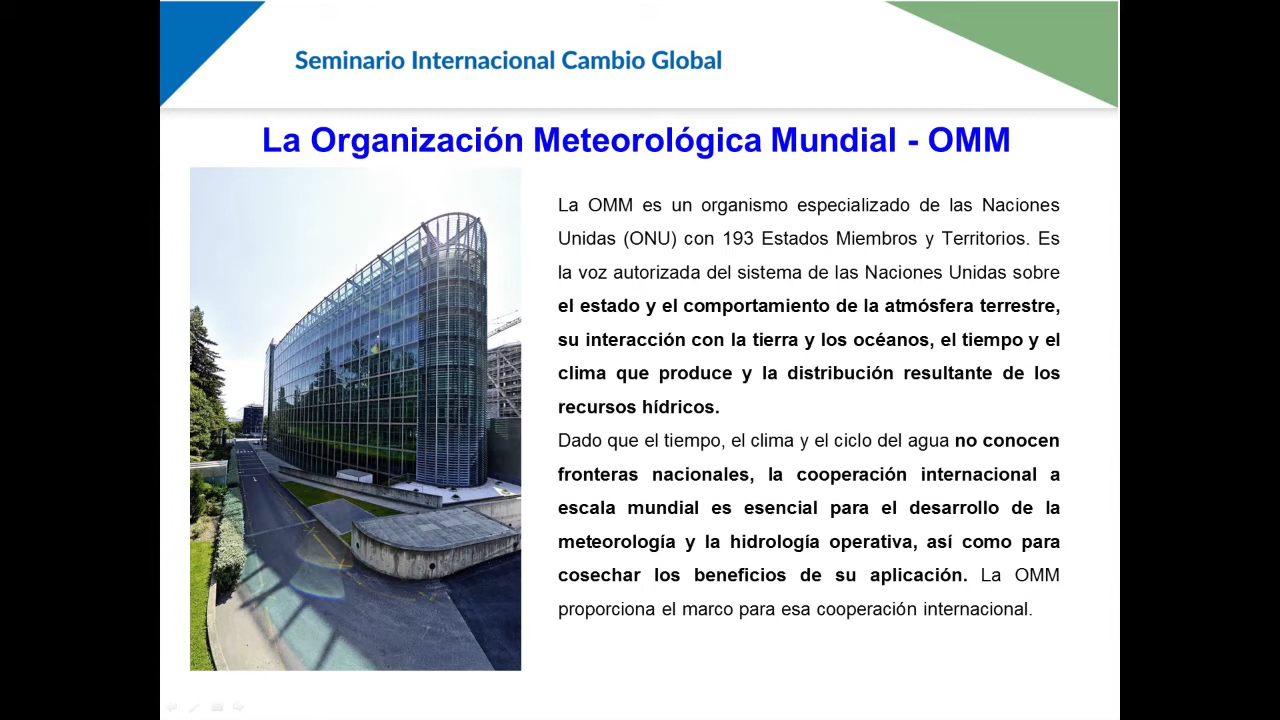 Seminario Internacional Cambio Global
La Organización Meteorológica Mundial - OMM
La OMM es un organismo especializado de las Naciones
Unidas (ONU) con 193 Estados Miembros y Territorios. Es
la voz autorizada del sistema de las Naciones Unidas sobre
el estado y el comportamiento de la atmósfera terrestre,
su interacción con la tierra y los océanos, el tiempo y el
clima que produce y la distribución resultante de los
recursos hídricos.
Dado que el tiempo, el clima y el ciclo del agua no conocen
fronteras nacionales, la cooperación internacional a
escala mundial es esencial para el desarrollo de la
meteorología y la hidrología operativa, así como para
cosechar los beneficios de su aplicación. La OMM
proporciona el marco para esa cooperación internacional.